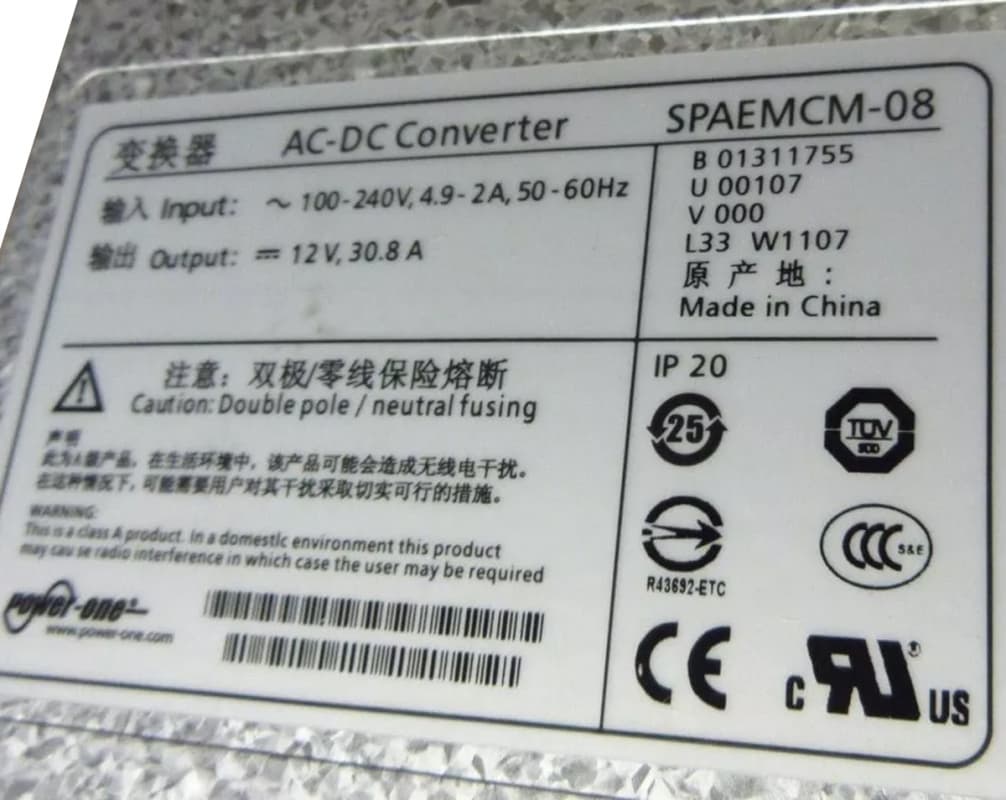 变换器 AC-DC Converter SPAEMCM-08
输入 Input: ～ 100-240V, 4.9-2A, 50-60Hz
输出 Output: ⎓ 12V, 30.8 A
B 01311755
U 00107
V 000
L33 W1107
原产地：
Made in China
注意：双极/零线保险熔断
Caution: Double pole / neutral fusing
声明
此为A级产品，在生活环境中，该产品可能会造成无线电干扰。
在这种情况下，可能需要用户对其干扰采取切实可行的措施。
WARNING:
This is a class A product. In a domestic environment this product
may cau se radio interference in which case the user may be required
power-one®
www.power-one.com
IP 20
25
TÜV
SÜD
R43692-ETC
CCC S&E
CE
c RU ® US